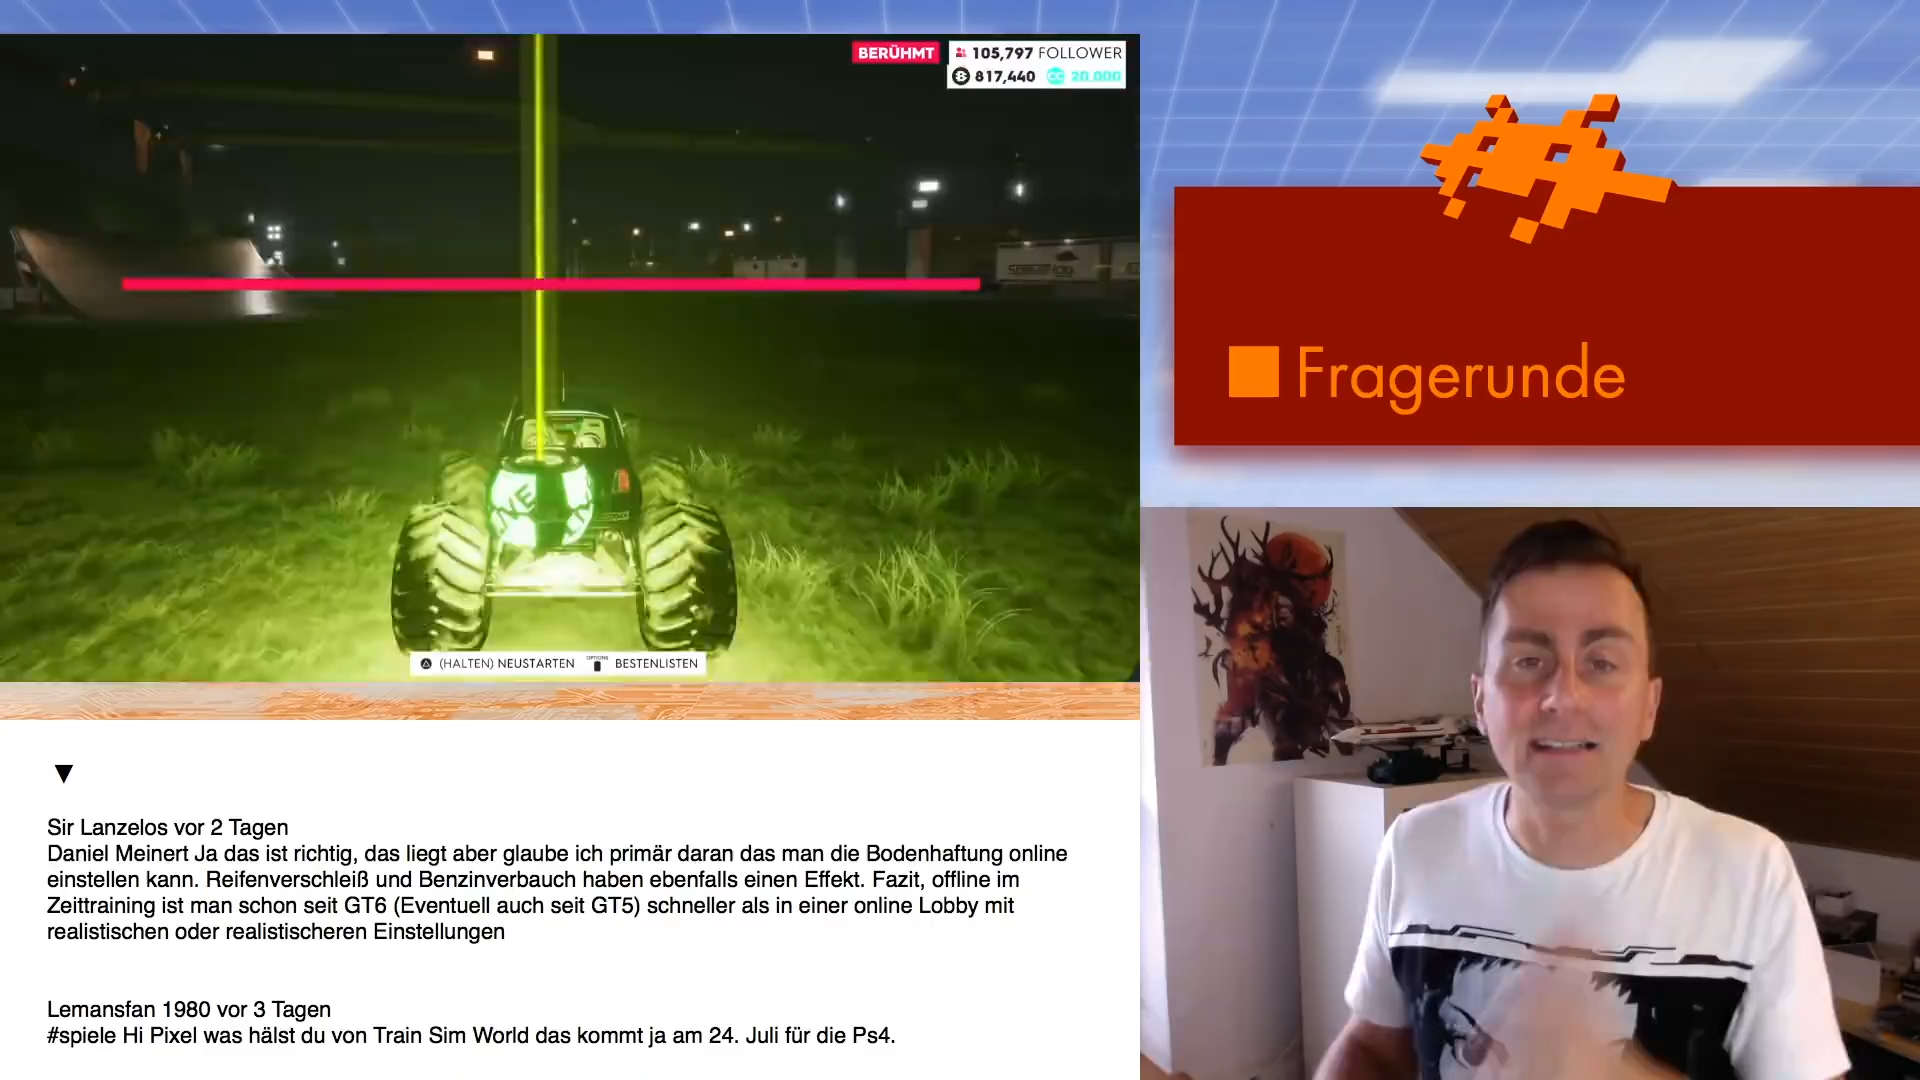 BERÜHMT
105,797 FOLLOWER
817,440 CC 20,000
(HALTEN) NEUSTARTEN OPTIONS BESTENLISTEN
Fragerunde
▼
Sir Lanzelos vor 2 Tagen
Daniel Meinert Ja das ist richtig, das liegt aber glaube ich primär daran das man die Bodenhaftung online
einstellen kann. Reifenverschleiß und Benzinverbauch haben ebenfalls einen Effekt. Fazit, offline im
Zeittraining ist man schon seit GT6 (Eventuell auch seit GT5) schneller als in einer online Lobby mit
realistischen oder realistischeren Einstellungen
Lemansfan 1980 vor 3 Tagen
#spiele Hi Pixel was hälst du von Train Sim World das kommt ja am 24. Juli für die Ps4.